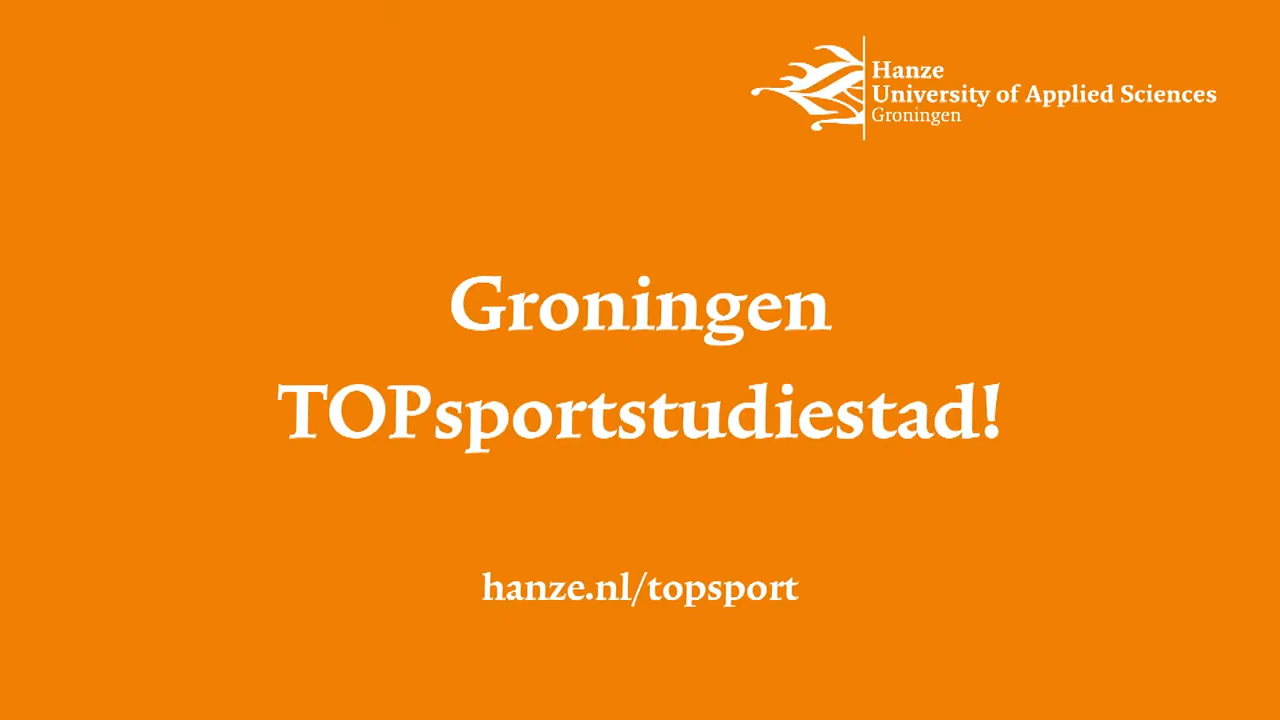 Hanze
University of Applied Sciences
Groningen
Groningen
TOPsportstudiestad!
hanze.nl/topsport